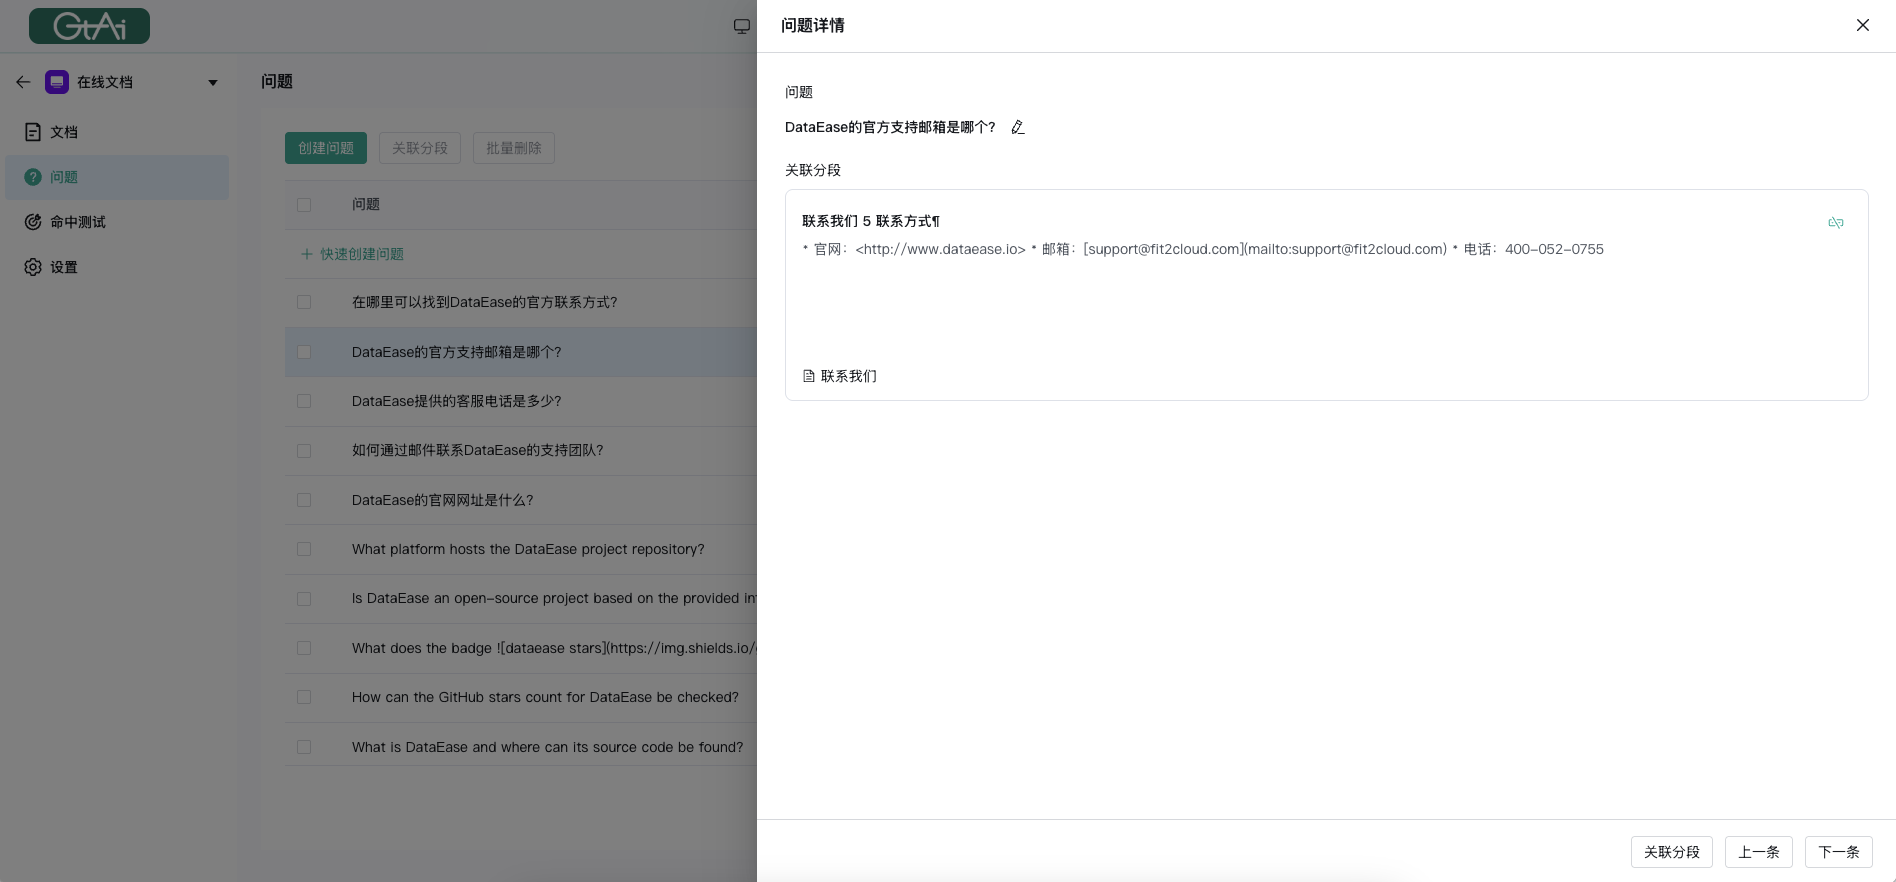 GtAi
在线文档
文档
问题
命中测试
设置
问题
创建问题
关联分段
批量删除
问题
快速创建问题
在哪里可以找到DataEase的官方联系方式?
DataEase的官方支持邮箱是哪个?
DataEase提供的客服电话是多少?
如何通过邮件联系DataEase的支持团队?
DataEase的官网网址是什么?
What platform hosts the DataEase project repository?
Is DataEase an open-source project based on the provided
What does the badge ![dataease stars](https://img.shields.io/
How can the GitHub stars count for DataEase be checked?
What is DataEase and where can its source code be found?
问题详情
问题
DataEase的官方支持邮箱是哪个?
关联分段
联系我们 5 联系方式¶
* 官网：<http://www.dataease.io> * 邮箱：[support@fit2cloud.com](mailto:support@fit2cloud.com) * 电话：400-052-0755
联系我们
关联分段
上一条
下一条